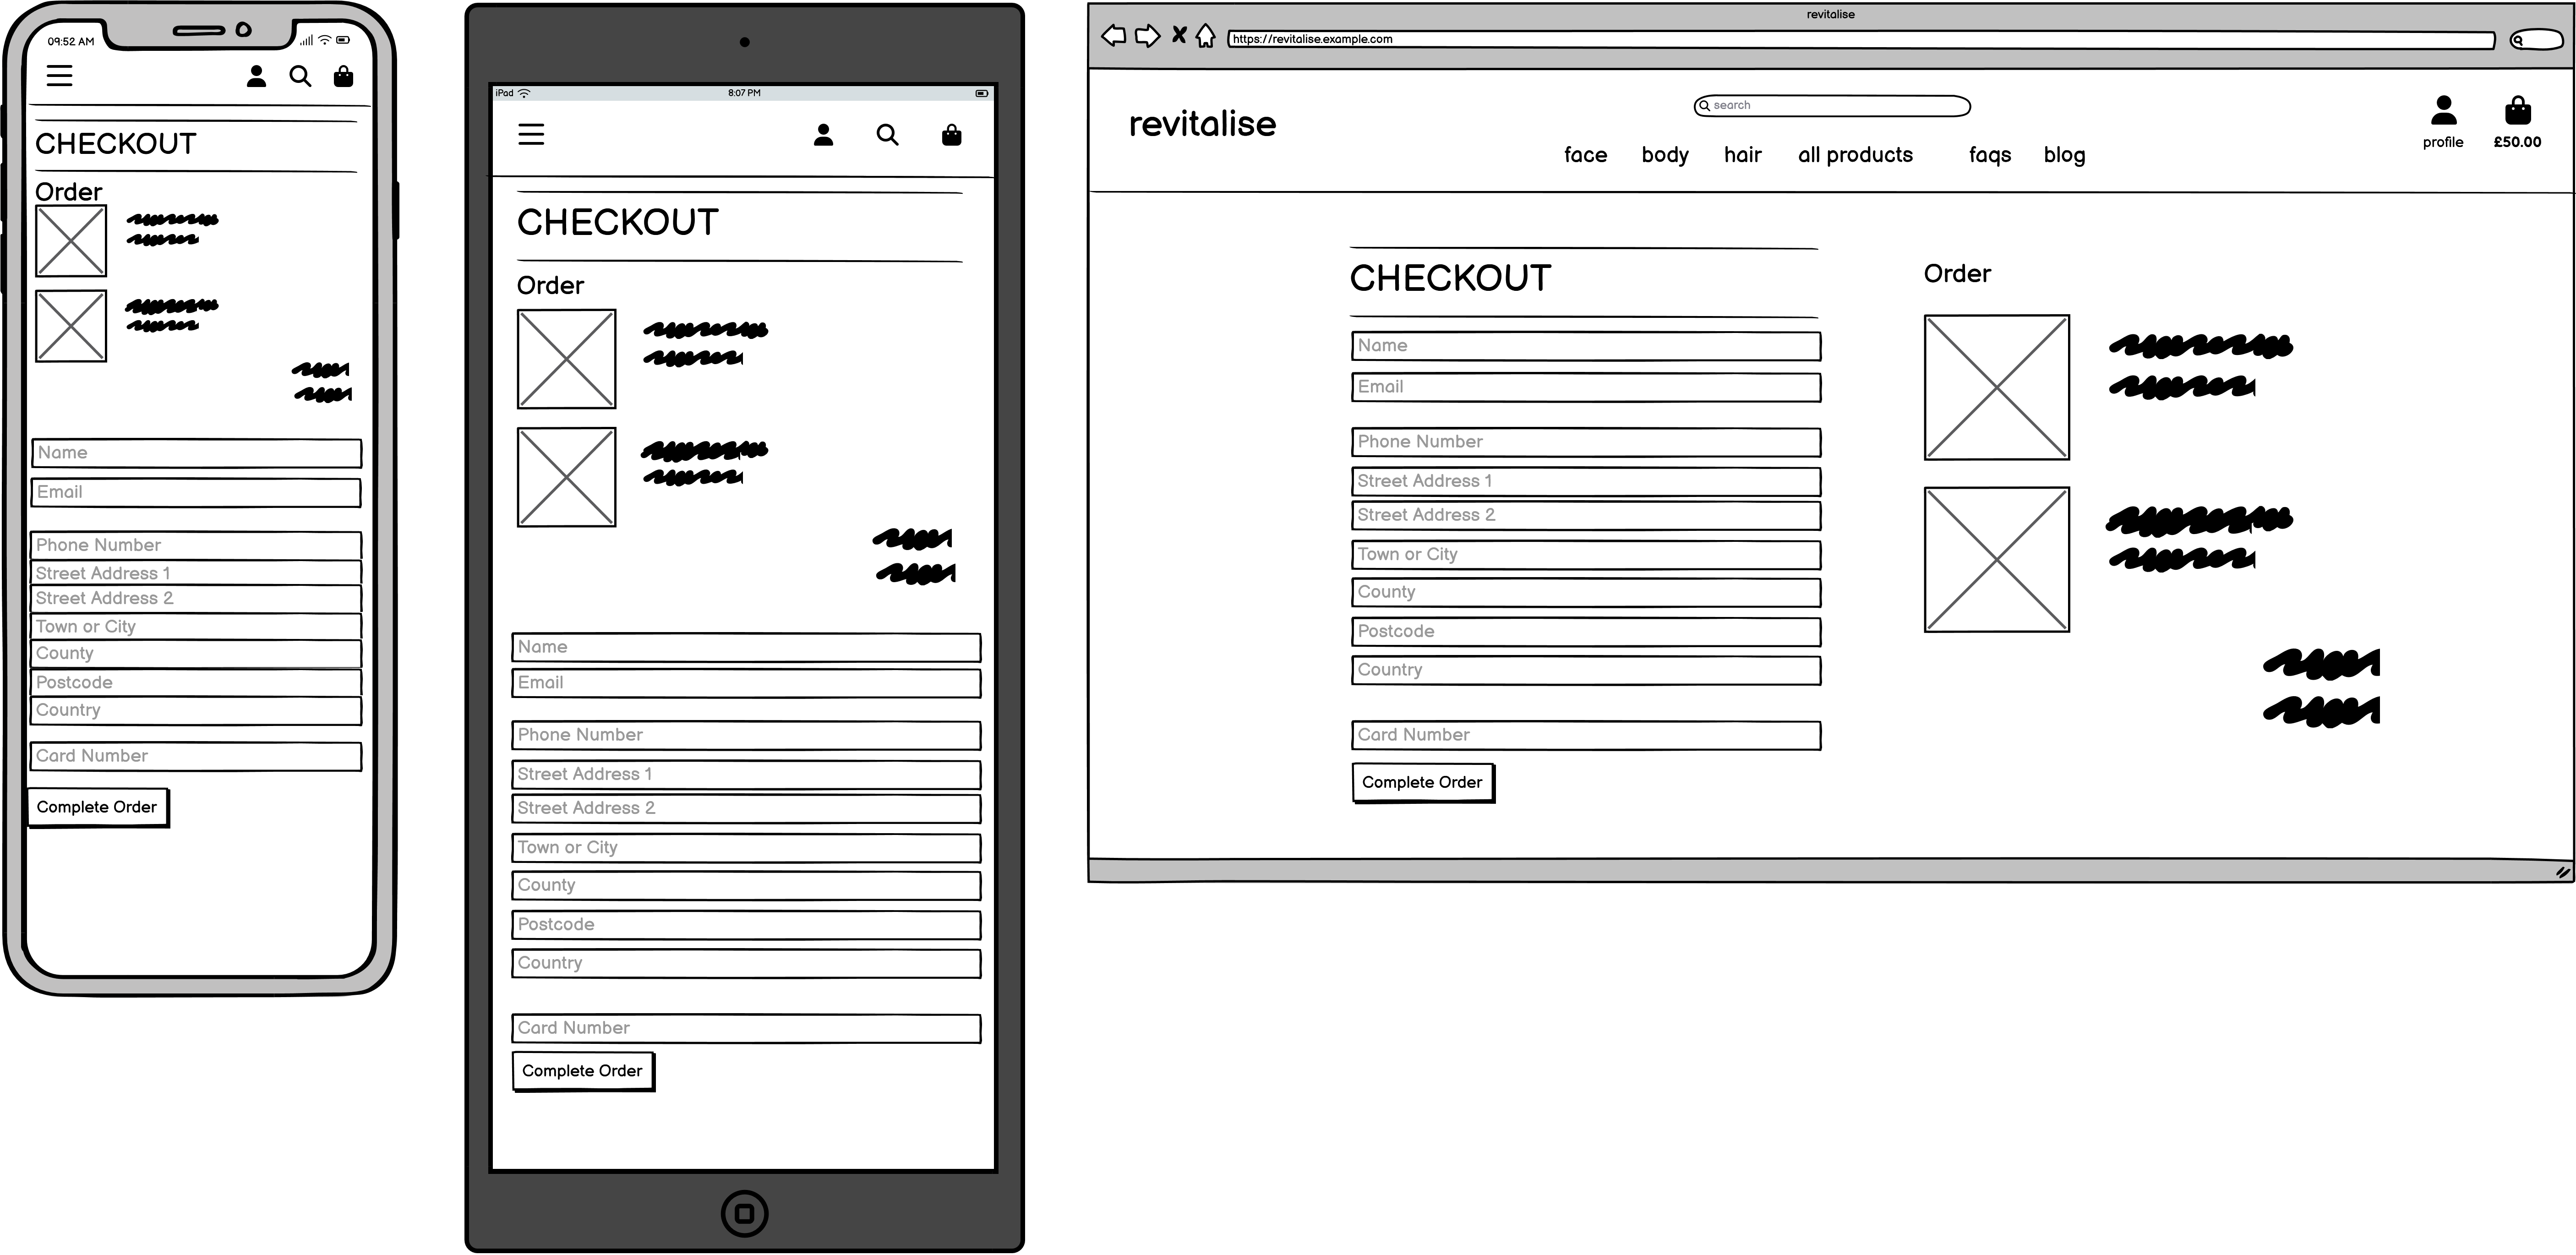 09:52 AM
CHECKOUT
Order
Name
Email
Phone Number
Street Address 1
Street Address 2
Town or City
County
Postcode
Country
Card Number
Complete Order
iPad
8:07 PM
CHECKOUT
Order
Name
Email
Phone Number
Street Address 1
Street Address 2
Town or City
County
Postcode
Country
Card Number
Complete Order
revitalise
https://revitalise.example.com
revitalise
search
face body hair all products faqs blog
profile £50.00
CHECKOUT
Name
Email
Phone Number
Street Address 1
Street Address 2
Town or City
County
Postcode
Country
Card Number
Complete Order
Order